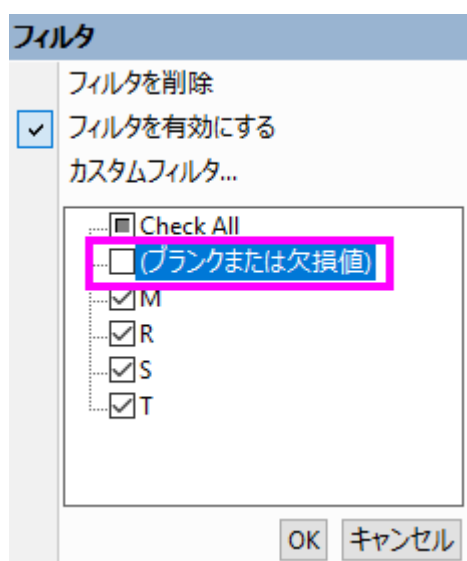 フィルタ
フィルタを削除
フィルタを有効にする
カスタムフィルタ...
Check All
(ブランクまたは欠損値)
M
R
S
T
OK キャンセル